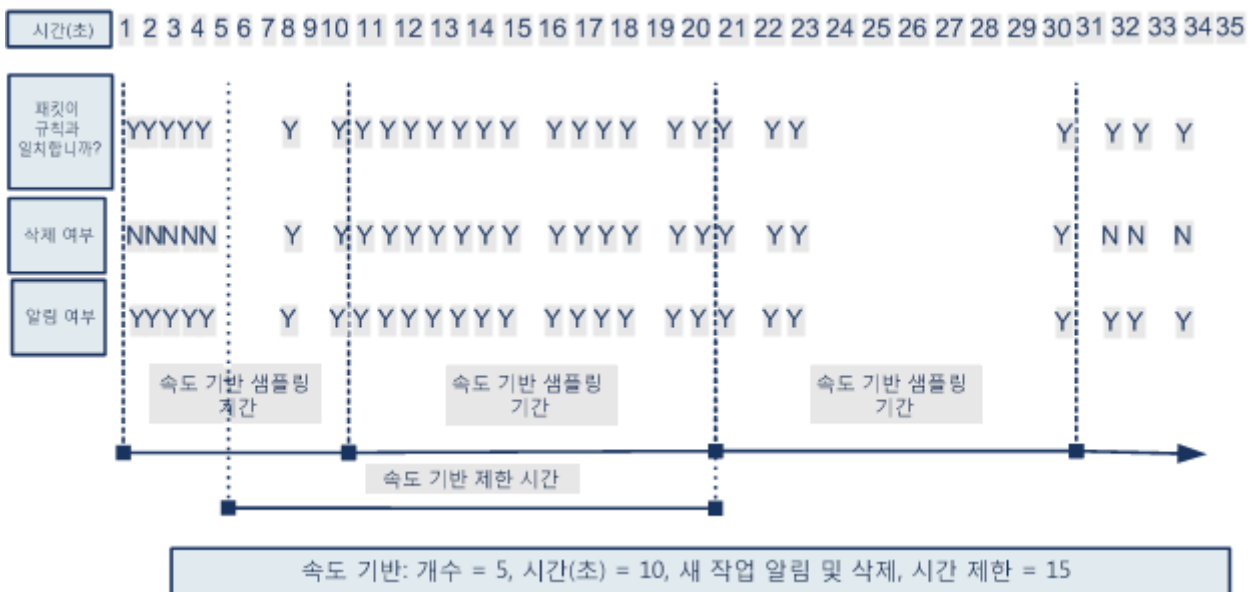 시간(초) 1 2 3 4 5 6 7 8 9 10 11 12 13 14 15 16 17 18 19 20 21 22 23 24 25 26 27 28 29 30 31 32 33 34 35
패킷이
규칙과
일치합니까?
YYYYY Y Y Y Y Y Y Y Y Y Y Y Y Y Y Y Y Y Y Y Y Y Y
삭제 여부 NNNNN Y Y Y Y Y Y Y Y Y Y Y Y Y Y Y Y Y Y Y N N N
알림 여부 YYYYY Y Y Y Y Y Y Y Y Y Y Y Y Y Y Y Y Y Y Y Y Y Y
속도 기반 샘플링
기간
속도 기반 샘플링
기간
속도 기반 샘플링
기간
속도 기반 제한 시간
속도 기반: 개수 = 5, 시간(초) = 10, 새 작업 알림 및 삭제, 시간 제한 = 15